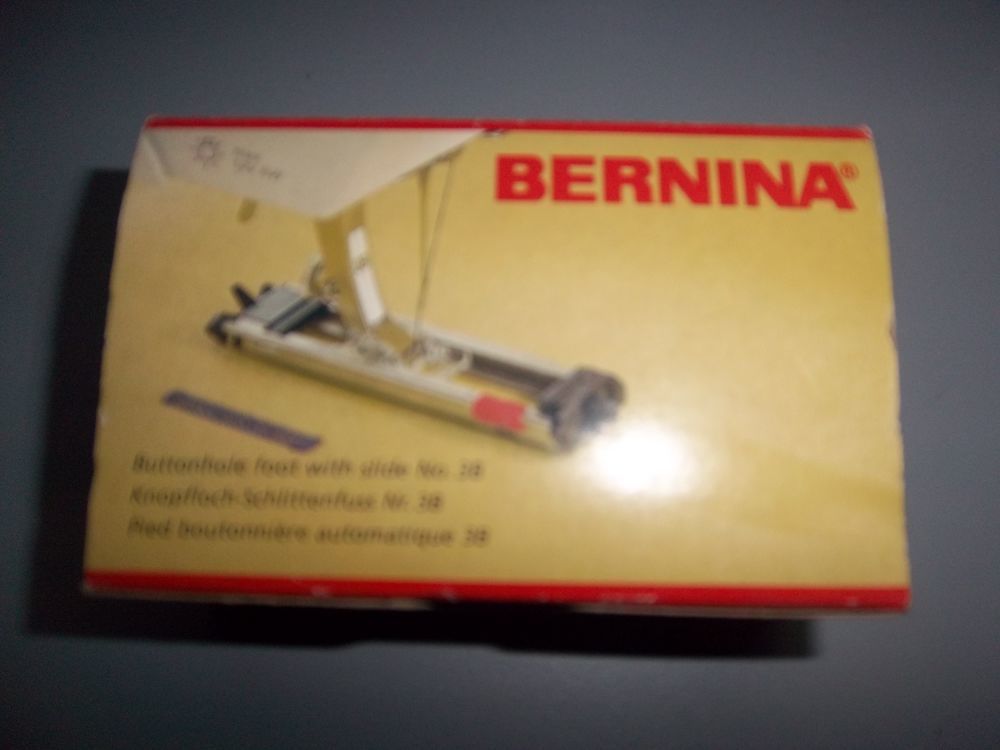 BERNINA®
Buttonhole foot with slide No. 3B
Knopfloch-Schlittenfuss Nr. 3B
Pied boutonnière automatique 3B